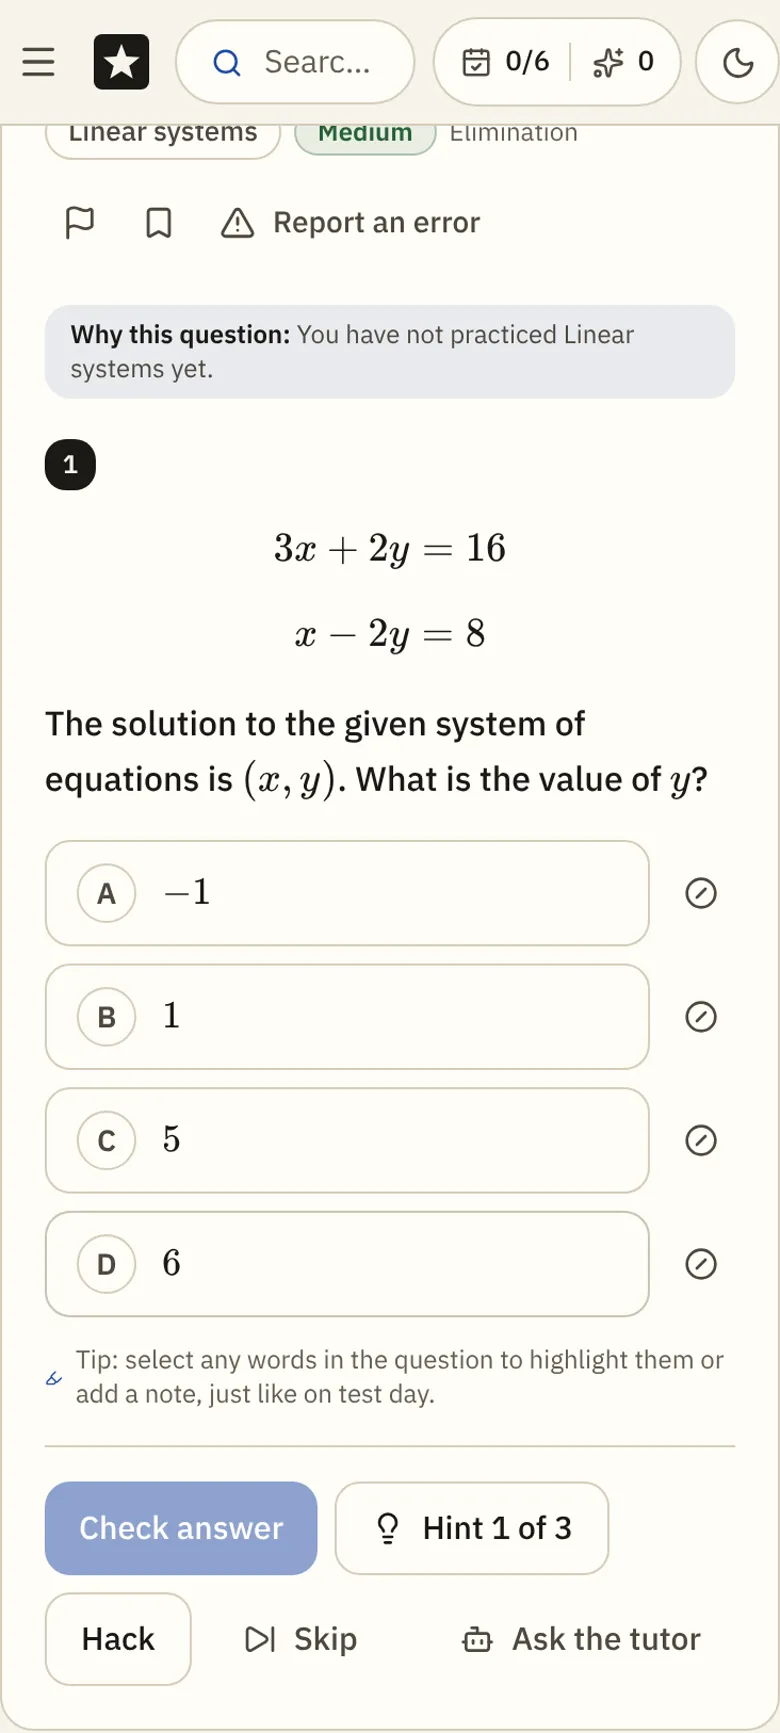 Searc...
0/6
0
Linear systems
Medium
Elimination
Report an error
Why this question: You have not practiced Linear
systems yet.
1
3x + 2y = 16
x − 2y = 8
The solution to the given system of
equations is (x, y). What is the value of y?
A −1
B 1
C 5
D 6
Tip: select any words in the question to highlight them or
add a note, just like on test day.
Check answer
Hint 1 of 3
Hack
Skip
Ask the tutor